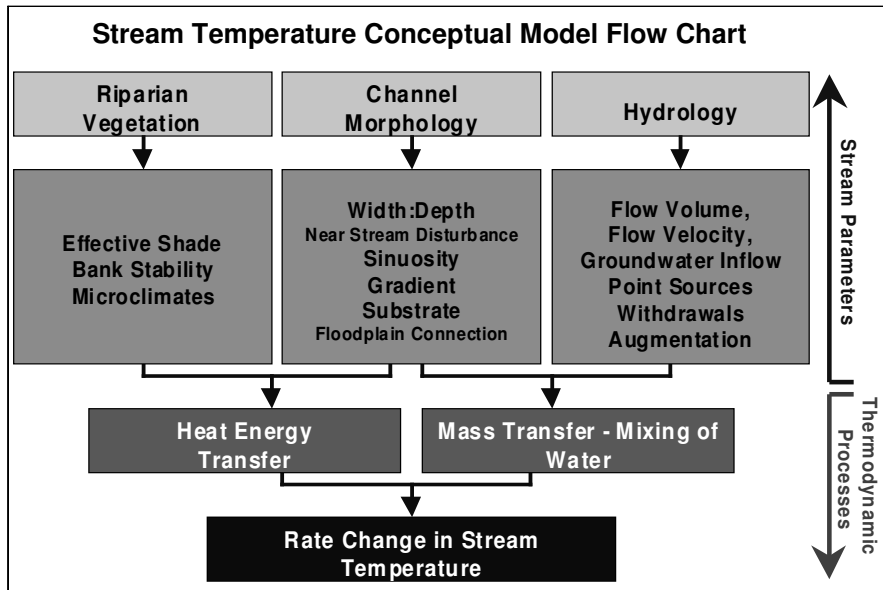 Stream Temperature Conceptual Model Flow Chart
Riparian
Vegetation
Channel
Morphology
Hydrology
Effective Shade
Bank Stability
Microclimates
Width:Depth
Near Stream Disturbance
Sinuosity
Gradient
Substrate
Floodplain Connection
Flow Volume,
Flow Velocity,
Groundwater Inflow
Point Sources
Withdrawals
Augmentation
Stream Parameters
Heat Energy
Transfer
Mass Transfer - Mixing of
Water
Rate Change in Stream
Temperature
Thermodynamic
Processes